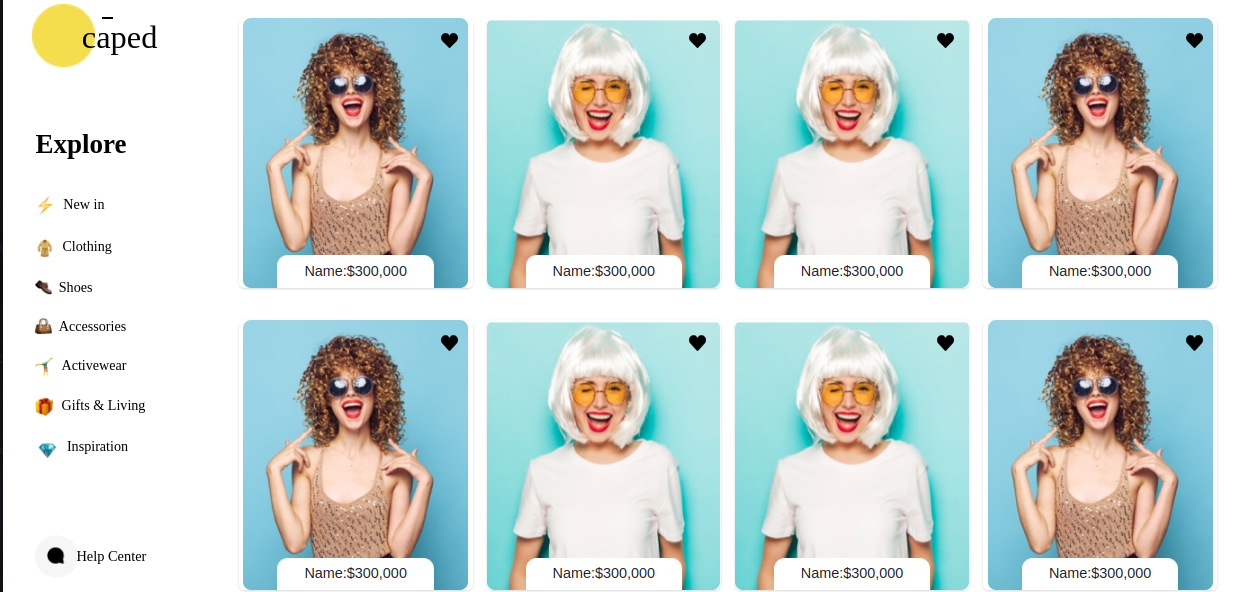 caped
Explore
New in
Clothing
Shoes
Accessories
Activewear
Gifts & Living
Inspiration
Help Center
Name:$300,000
Name:$300,000
Name:$300,000
Name:$300,000
Name:$300,000
Name:$300,000
Name:$300,000
Name:$300,000